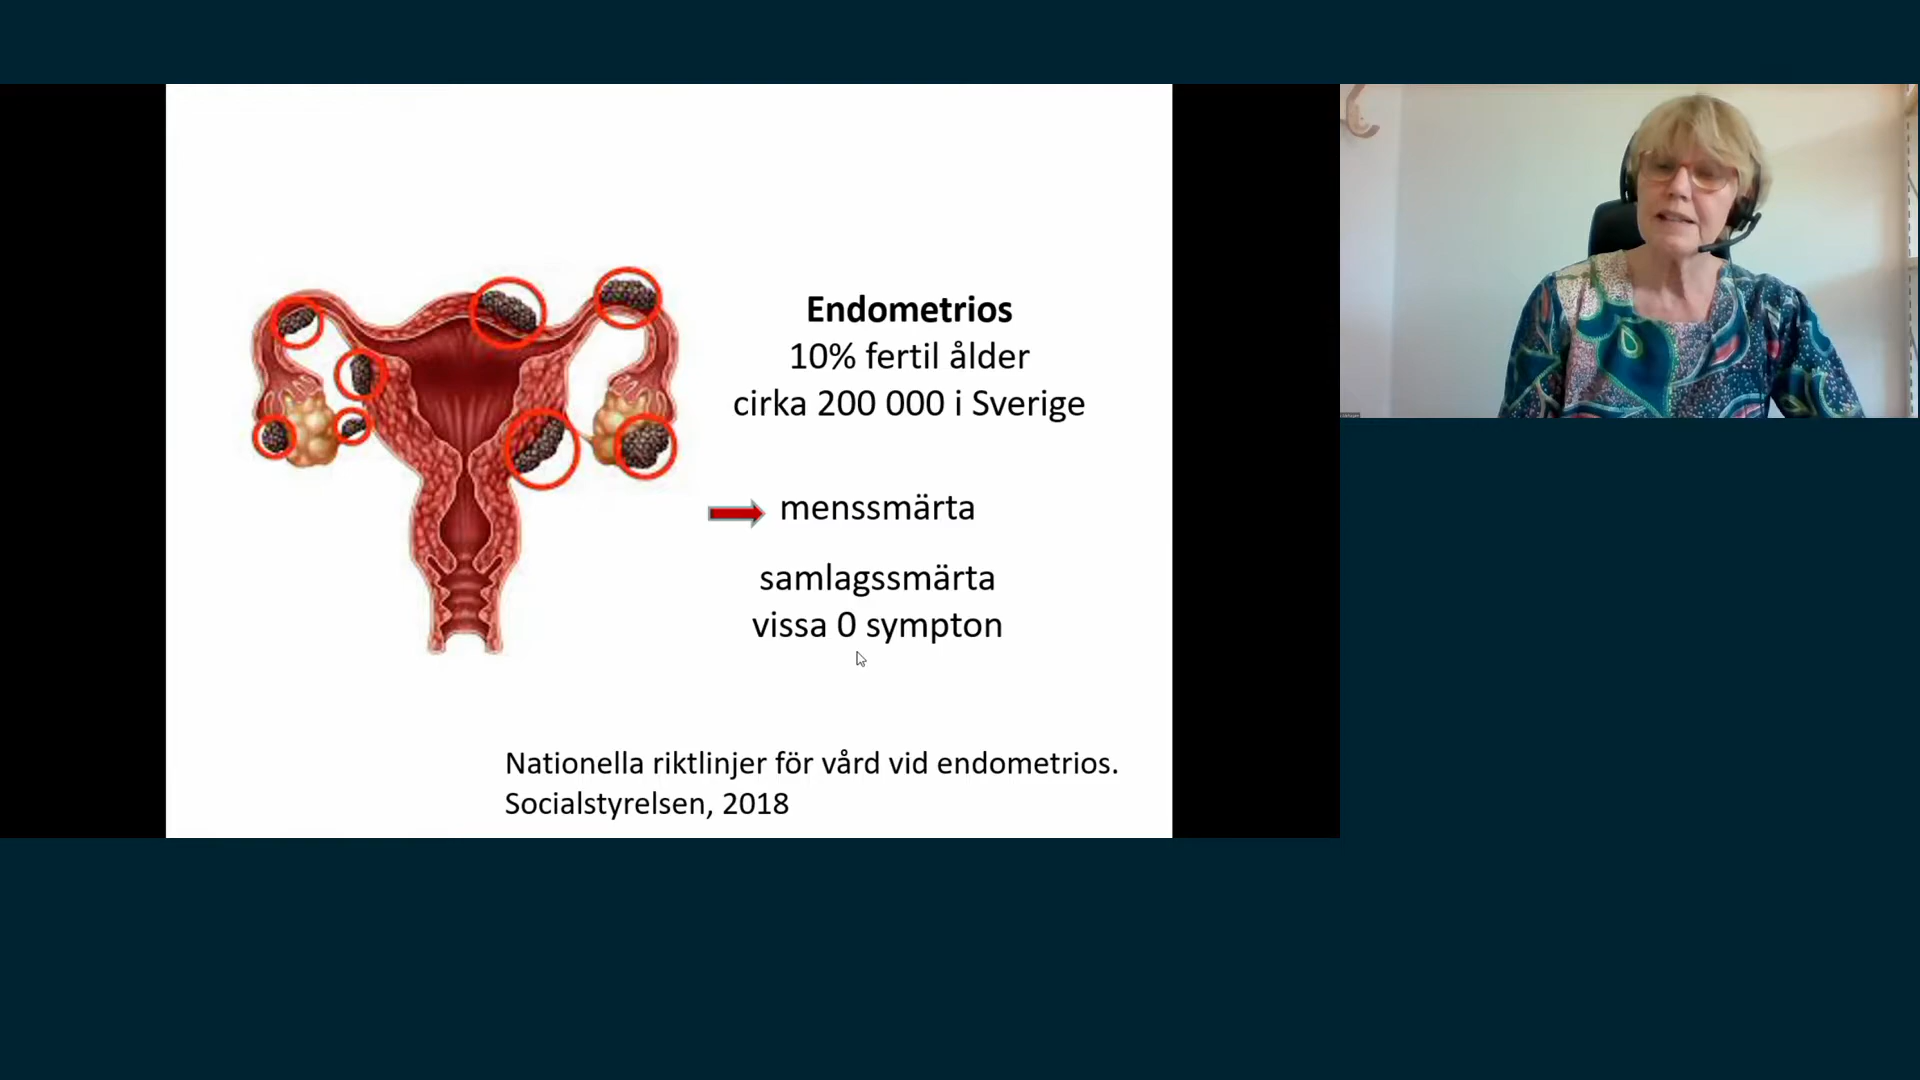 Endometrios
10% fertil ålder
cirka 200 000 i Sverige
menssmärta
samlagssmärta
vissa 0 sympton
Nationella riktlinjer för vård vid endometrios.
Socialstyrelsen, 2018